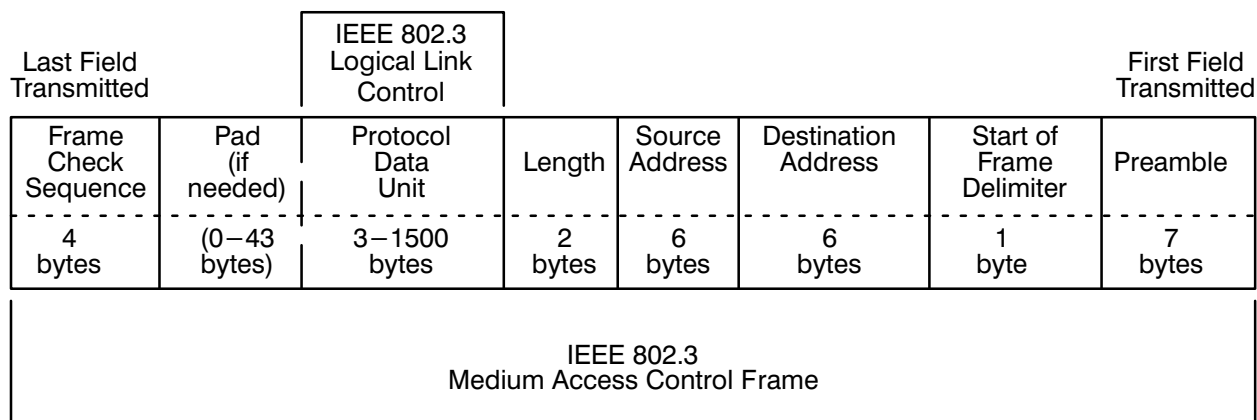 IEEE 802.3
Logical Link
Control
Last Field
Transmitted
First Field
Transmitted
Frame
Check
Sequence
Pad
(if
needed)
Protocol
Data
Unit
Length
Source
Address
Destination
Address
Start of
Frame
Delimiter
Preamble
4
bytes
(0−43
bytes)
3−1500
bytes
2
bytes
6
bytes
6
bytes
1
byte
7
bytes
IEEE 802.3
Medium Access Control Frame